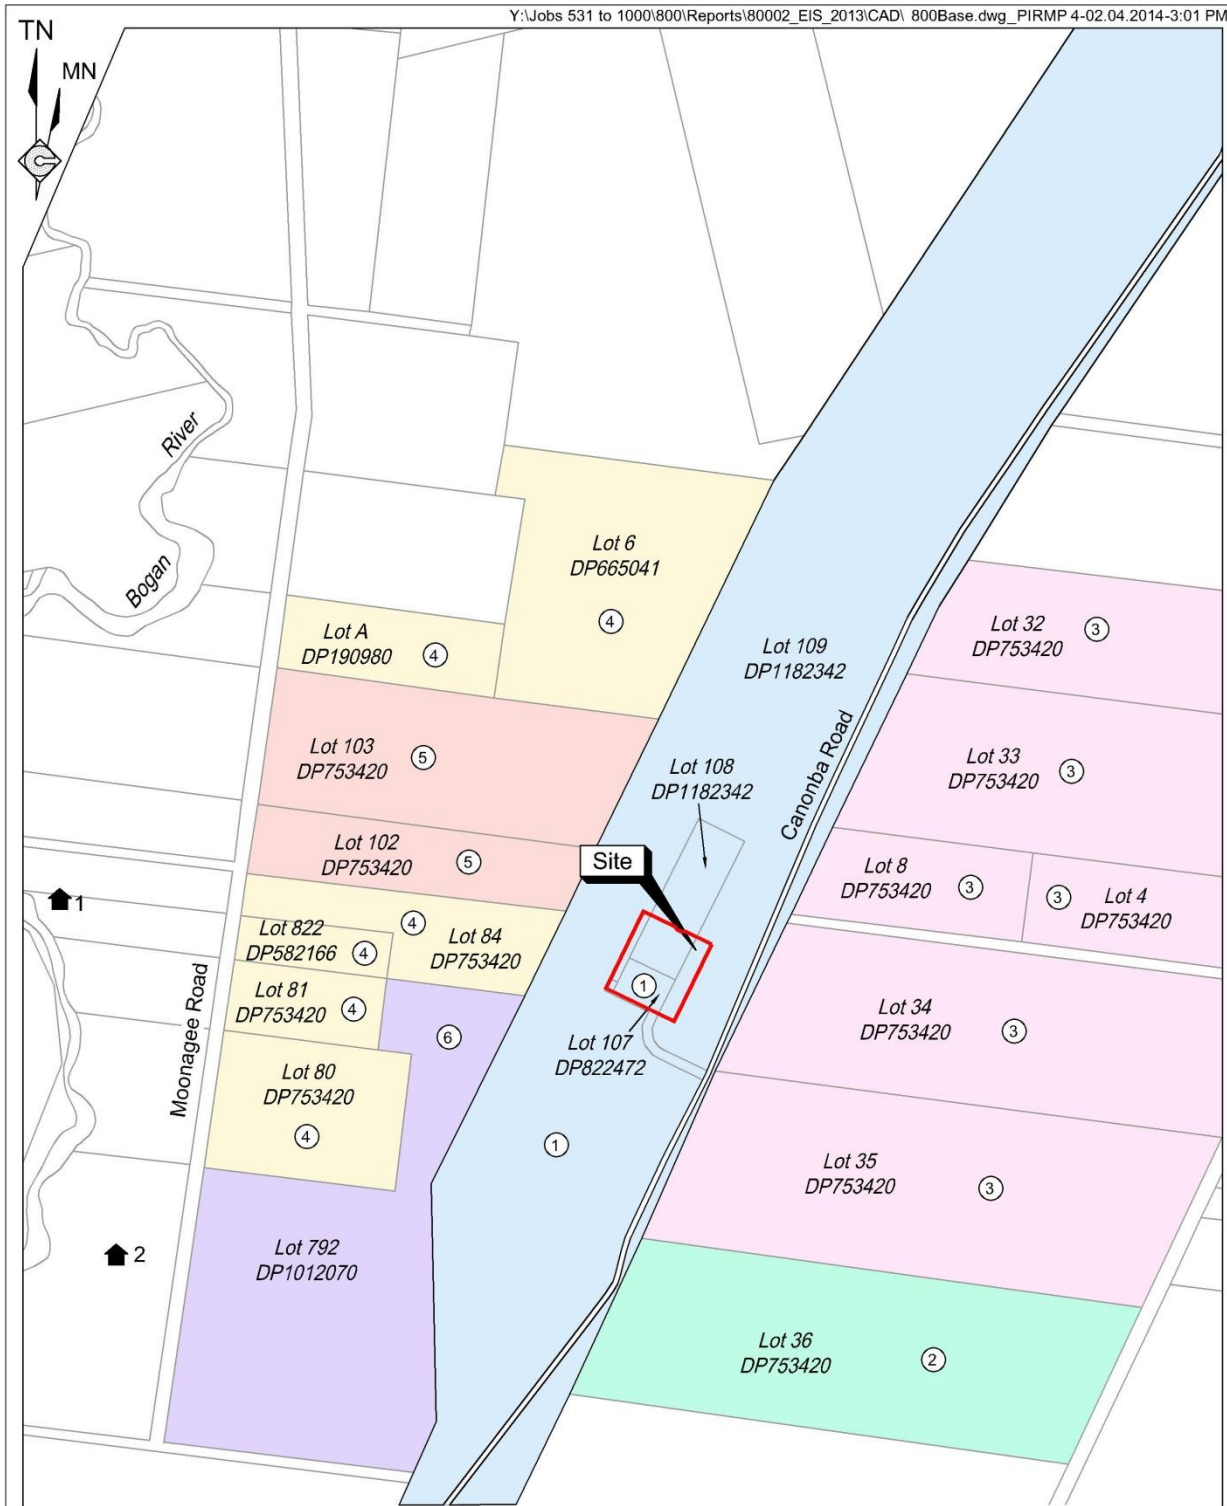 Y:\Jobs 531 to 1000\800\Reports\80002_EIS_2013\CAD\ 800Base.dwg_PIRMP 4-02.04.2014-3:01 PM
TN
MN
River
Bogan
Lot 6
DP665041
4
Lot A
DP190980
4
Lot 109
DP1182342
Lot 32
DP753420
3
Lot 103
DP753420
5
Lot 108
DP1182342
Canonba Road
Lot 33
DP753420
3
Lot 102
DP753420
5
Site
Lot 8
DP753420
3
3
Lot 4
DP753420
1
Lot 822
DP582166
4
4
Lot 84
DP753420
Lot 81
DP753420
4
1
Lot 34
DP753420
3
Moonagee Road
6
Lot 107
DP822472
Lot 80
DP753420
4
1
Lot 35
DP753420
3
2
Lot 792
DP1012070
Lot 36
DP753420
2